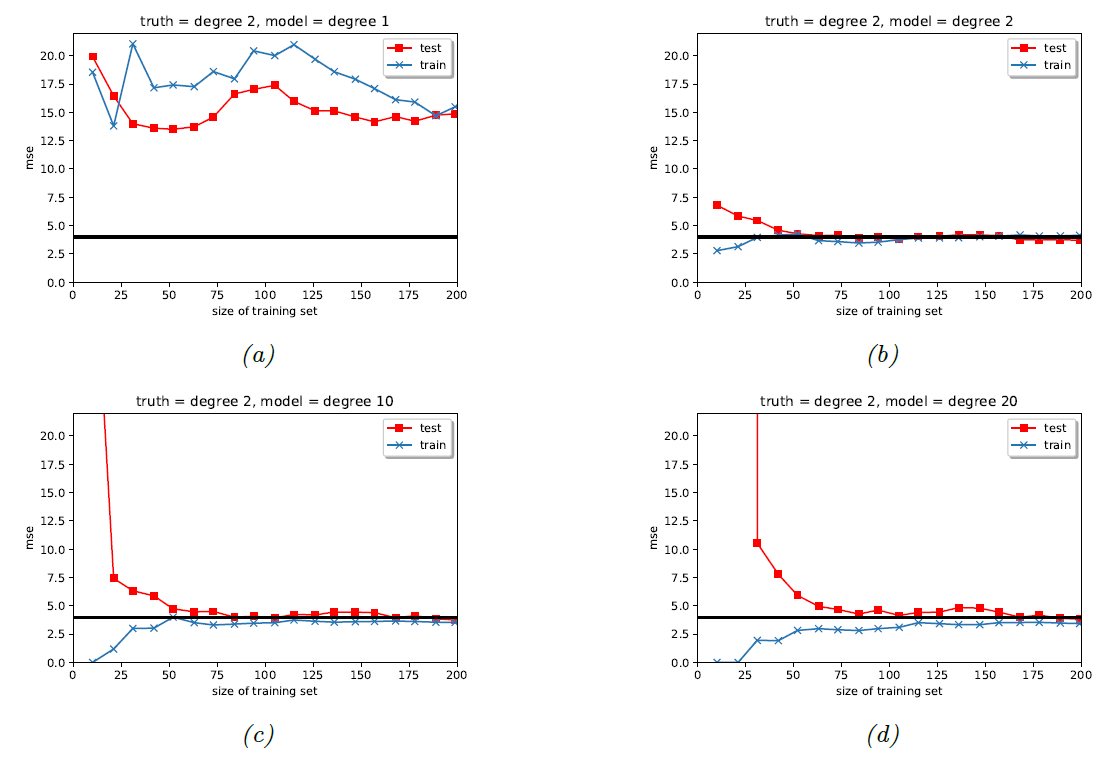 truth = degree 2, model = degree 1
20.0
17.5
15.0
12.5
10.0
7.5
5.0
2.5
0.0
mse
test
train
0 25 50 75 100 125 150 175 200
size of training set
(a)
truth = degree 2, model = degree 2
20.0
17.5
15.0
12.5
10.0
7.5
5.0
2.5
0.0
mse
test
train
0 25 50 75 100 125 150 175 200
size of training set
(b)
truth = degree 2, model = degree 10
20.0
17.5
15.0
12.5
10.0
7.5
5.0
2.5
0.0
mse
test
train
0 25 50 75 100 125 150 175 200
size of training set
(c)
truth = degree 2, model = degree 20
20.0
17.5
15.0
12.5
10.0
7.5
5.0
2.5
0.0
mse
test
train
0 25 50 75 100 125 150 175 200
size of training set
(d)